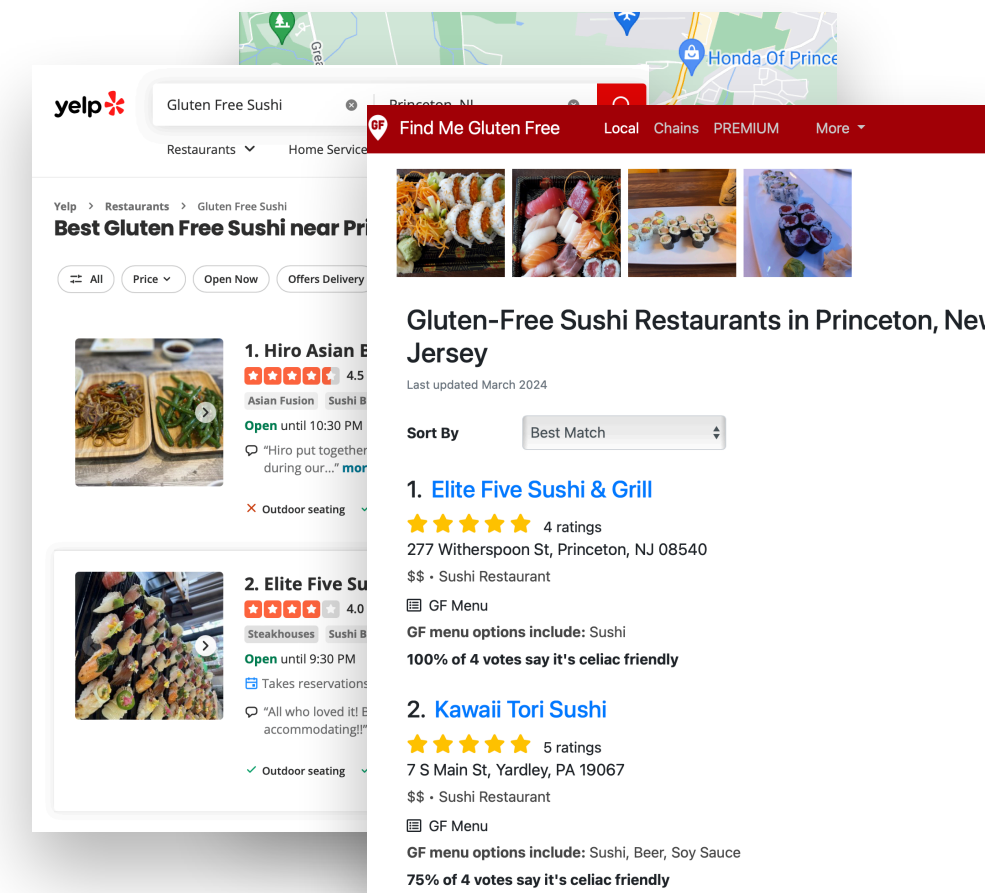 Grea
Honda Of Prince
yelp
Gluten Free Sushi
Princeton, NJ
Restaurants
Home Service
Yelp > Restaurants > Gluten Free Sushi
Best Gluten Free Sushi near Pri
All
Price
Open Now
Offers Delivery
1. Hiro Asian B
4.5
Asian Fusion
Sushi B
Open until 10:30 PM
“Hiro put together
during our...” mor
Outdoor seating
2. Elite Five Su
4.0
Steakhouses
Sushi B
Open until 9:30 PM
Takes reservations
“All who loved it! E
accommodating!!”
Outdoor seating
GF
Find Me Gluten Free
Local
Chains
PREMIUM
More
Gluten-Free Sushi Restaurants in Princeton, New
Jersey
Last updated March 2024
Sort By
Best Match
1. Elite Five Sushi & Grill
4 ratings
277 Witherspoon St, Princeton, NJ 08540
$$ • Sushi Restaurant
GF Menu
GF menu options include: Sushi
100% of 4 votes say it's celiac friendly
2. Kawaii Tori Sushi
5 ratings
7 S Main St, Yardley, PA 19067
$$ • Sushi Restaurant
GF Menu
GF menu options include: Sushi, Beer, Soy Sauce
75% of 4 votes say it's celiac friendly